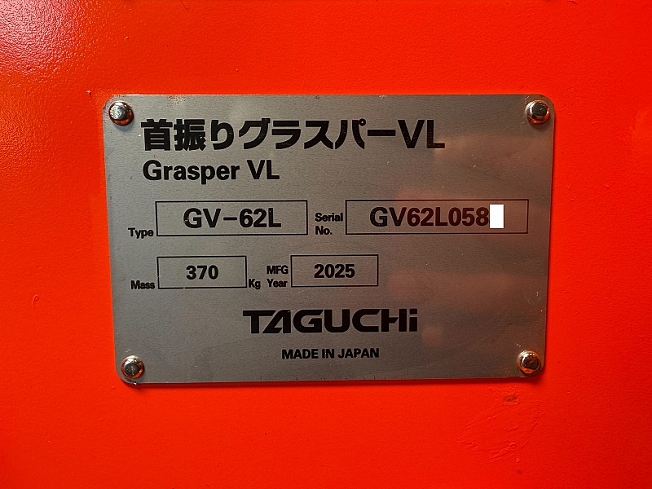 首振りグラスパーVL
Grasper VL
Type GV-62L Serial No. GV62L058
Mass 370 Kg MFG Year 2025
TAGUCHi
MADE IN JAPAN